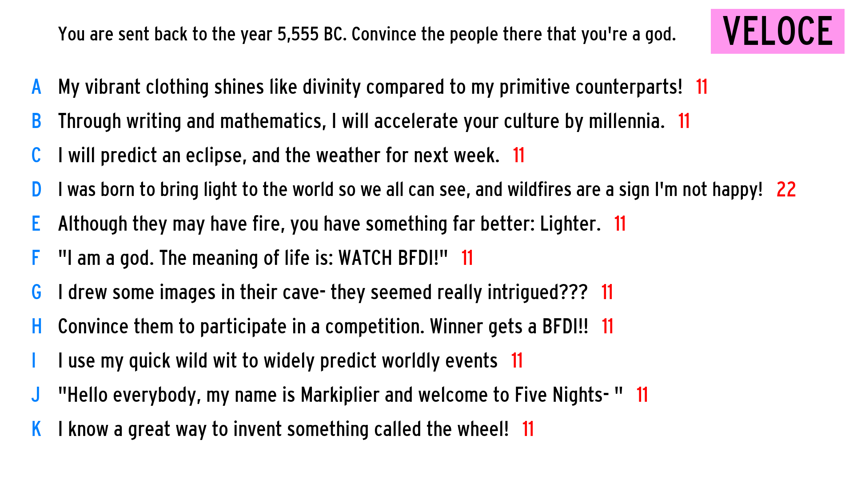 You are sent back to the year 5,555 BC. Convince the people there that you're a god. VELOCE
A My vibrant clothing shines like divinity compared to my primitive counterparts! 11
B Through writing and mathematics, I will accelerate your culture by millennia. 11
C I will predict an eclipse, and the weather for next week. 11
D I was born to bring light to the world so we all can see, and wildfires are a sign I'm not happy! 22
E Although they may have fire, you have something far better: Lighter. 11
F "I am a god. The meaning of life is: WATCH BFDI!" 11
G I drew some images in their cave- they seemed really intrigued??? 11
H Convince them to participate in a competition. Winner gets a BFDI!! 11
I I use my quick wild wit to widely predict worldly events 11
J "Hello everybody, my name is Markiplier and welcome to Five Nights- " 11
K I know a great way to invent something called the wheel! 11